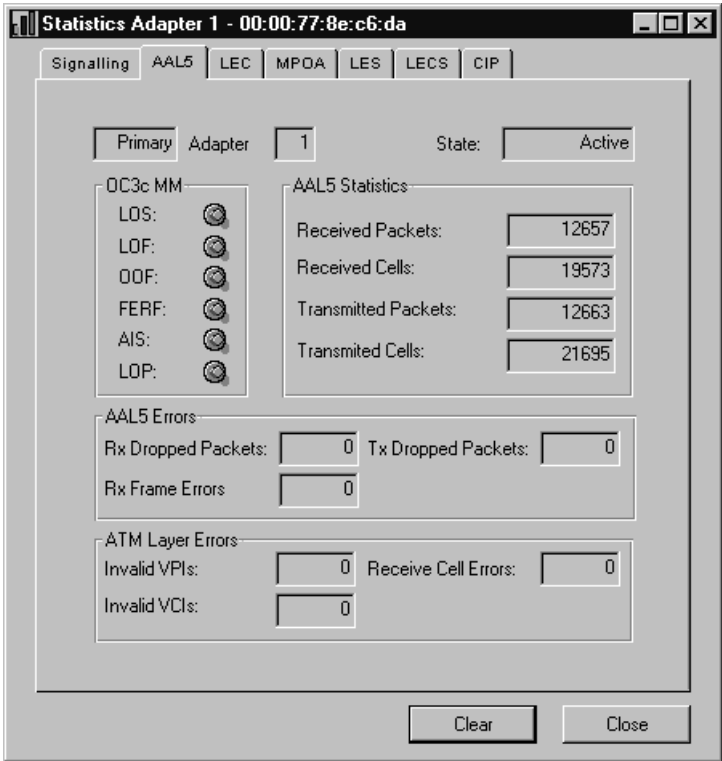 Statistics Adapter 1 - 00:00:77:8e:c6:da
Signalling AAL5 LEC MPOA LES LECS CIP
Primary Adapter 1 State: Active
OC3c MM
LOS:
LOF:
OOF:
FERF:
AIS:
LOP:
AAL5 Statistics
Received Packets: 12657
Received Cells: 19573
Transmitted Packets: 12663
Transmited Cells: 21695
AAL5 Errors
Rx Dropped Packets: 0 Tx Dropped Packets: 0
Rx Frame Errors 0
ATM Layer Errors
Invalid VPIs: 0 Receive Cell Errors: 0
Invalid VCIs: 0
Clear Close